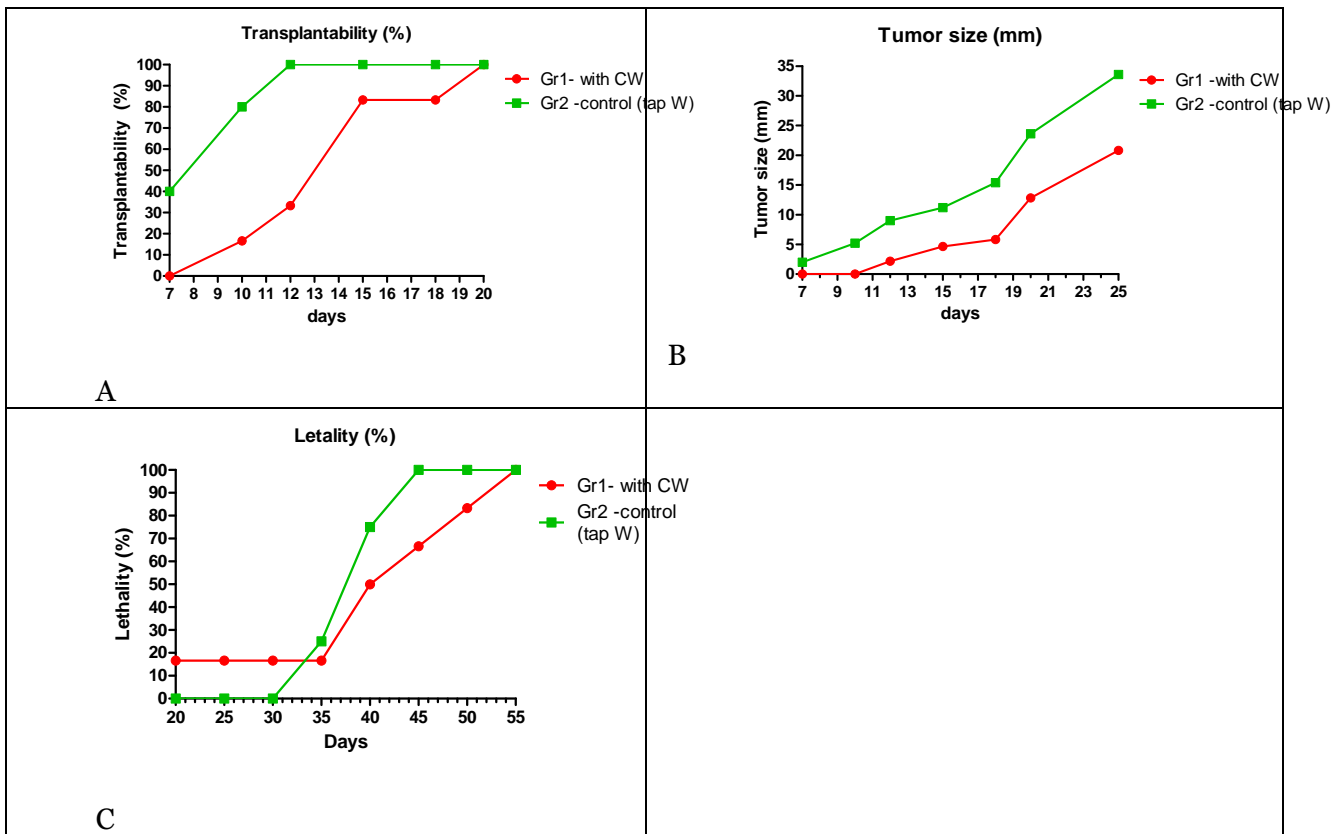 Transplantability (%)
100
90
80
70
60
50
40
30
20
10
0
Transplantability (%)
7 8 9 10 11 12 13 14 15 16 17 18 19 20
days
Gr1- with CW
Gr2 -control (tap W)
A
Tumor size (mm)
35
30
25
20
15
10
5
0
Tumor size (mm)
7 9 11 13 15 17 19 21 23 25
days
Gr1 -with CW
Gr2 -control (tap W)
B
Letality (%)
100
90
80
70
60
50
40
30
20
10
0
Lethality (%)
20 25 30 35 40 45 50 55
Days
Gr1- with CW
Gr2 -control
(tap W)
C